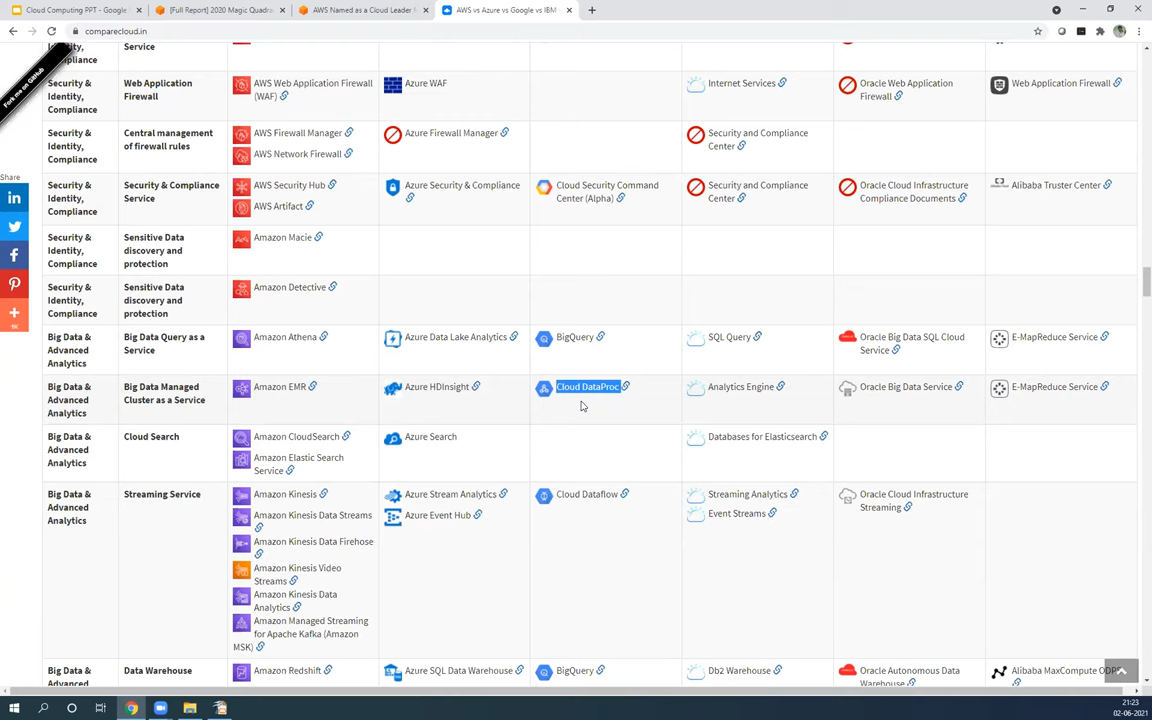 Cloud Computing PPT - Google
[Full Report] 2020 Magic Quadra
AWS Named as a Cloud Leader
AWS vs Azure vs Google vs IBM
comparecloud.in
Fork me on GitHub
Share
Identity,
Compliance
Service
Security &
Identity,
Compliance
Web Application
Firewall
AWS Web Application Firewall
(WAF)
Azure WAF
Internet Services
Oracle Web Application
Firewall
Web Application Firewall
Security &
Identity,
Compliance
Central management
of firewall rules
AWS Firewall Manager
AWS Network Firewall
Azure Firewall Manager
Security and Compliance
Center
Security &
Identity,
Compliance
Security & Compliance
Service
AWS Security Hub
AWS Artifact
Azure Security & Compliance
Cloud Security Command
Center (Alpha)
Security and Compliance
Center
Oracle Cloud Infrastructure
Compliance Documents
Alibaba Truster Center
Security &
Identity,
Compliance
Sensitive Data
discovery and
protection
Amazon Macie
Security &
Identity,
Compliance
Sensitive Data
discovery and
protection
Amazon Detective
Big Data &
Advanced
Analytics
Big Data Query as a
Service
Amazon Athena
Azure Data Lake Analytics
BigQuery
SQL Query
Oracle Big Data SQL Cloud
Service
E-MapReduce Service
Big Data &
Advanced
Analytics
Big Data Managed
Cluster as a Service
Amazon EMR
Azure HDInsight
Cloud DataProc
Analytics Engine
Oracle Big Data Service
E-MapReduce Service
Big Data &
Advanced
Analytics
Cloud Search
Amazon CloudSearch
Amazon Elastic Search
Service
Azure Search
Databases for Elasticsearch
Big Data &
Advanced
Analytics
Streaming Service
Amazon Kinesis
Amazon Kinesis Data Streams
Amazon Kinesis Data Firehose
Amazon Kinesis Video
Streams
Amazon Kinesis Data
Analytics
Amazon Managed Streaming
for Apache Kafka (Amazon
MSK)
Azure Stream Analytics
Azure Event Hub
Cloud Dataflow
Streaming Analytics
Event Streams
Oracle Cloud Infrastructure
Streaming
Big Data &
Advanced
Data Warehouse
Amazon Redshift
Azure SQL Data Warehouse
BigQuery
Db2 Warehouse
Oracle Autonomous Data
Warehouse
Alibaba MaxCompute
21:23
02-06-2021